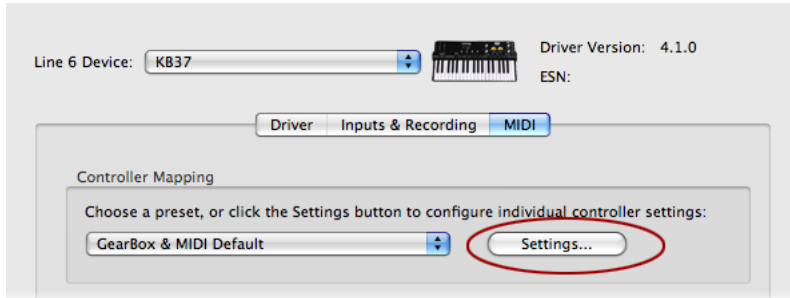 Line 6 Device: KB37 Driver Version: 4.1.0
ESN:
Driver Inputs & Recording MIDI
Controller Mapping
Choose a preset, or click the Settings button to configure individual controller settings:
GearBox & MIDI Default Settings...